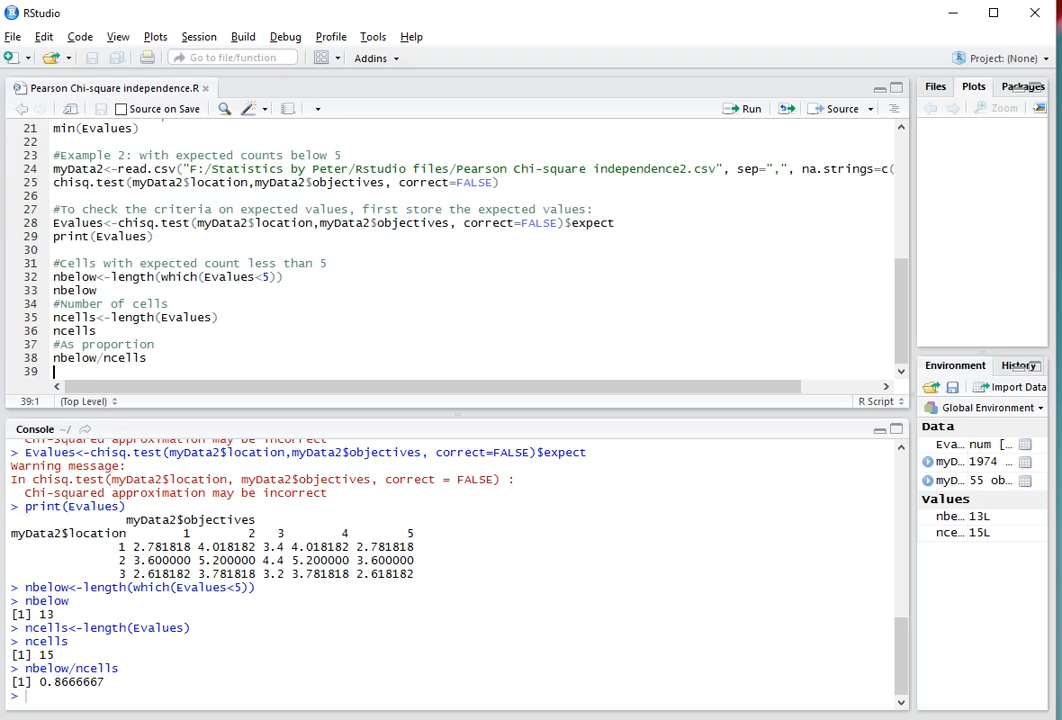 RStudio
File Edit Code View Plots Session Build Debug Profile Tools Help
Go to file/function Addins Project: (None)
Pearson Chi-square independence.R
Source on Save Run Source
21 min(Evalues)
22
23 #Example 2: with expected counts below 5
24 myData2<-read.csv("F:/Statistics by Peter/Rstudio files/Pearson Chi-square independence2.csv", sep=",", na.strings=c(
25 chisq.test(myData2$location,myData2$objectives, correct=FALSE)
26
27 #To check the criteria on expected values, first store the expected values:
28 Evalues<-chisq.test(myData2$location,myData2$objectives, correct=FALSE)$expect
29 print(Evalues)
30
31 #Cells with expected count less than 5
32 nbelow<-length(which(Evalues<5))
33 nbelow
34 #Number of cells
35 ncells<-length(Evalues)
36 ncells
37 #As proportion
38 nbelow/ncells
39
39:1 (Top Level) R Script
Console ~/
Chi-squared approximation may be incorrect
> Evalues<-chisq.test(myData2$location,myData2$objectives, correct=FALSE)$expect
Warning message:
In chisq.test(myData2$location, myData2$objectives, correct = FALSE) :
Chi-squared approximation may be incorrect
> print(Evalues)
myData2$objectives
myData2$location 1 2 3 4 5
1 2.781818 4.018182 3.4 4.018182 2.781818
2 3.600000 5.200000 4.4 5.200000 3.600000
3 2.618182 3.781818 3.2 3.781818 2.618182
> nbelow<-length(which(Evalues<5))
> nbelow
[1] 13
> ncells<-length(Evalues)
> ncells
[1] 15
> nbelow/ncells
[1] 0.8666667
>
Files Plots Packages
Zoom
Environment History
Import Data
Global Environment
Data
Eva... num [...
myD... 1974 ...
myD... 55 ob...
Values
nbe... 13L
nce... 15L